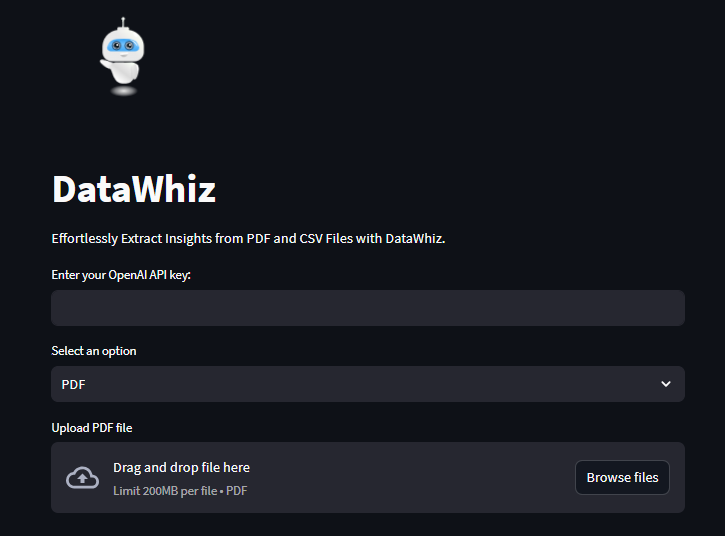 DataWhiz
Effortlessly Extract Insights from PDF and CSV Files with DataWhiz.
Enter your OpenAI API key:
Select an option
PDF
Upload PDF file
Drag and drop file here
Limit 200MB per file • PDF
Browse files